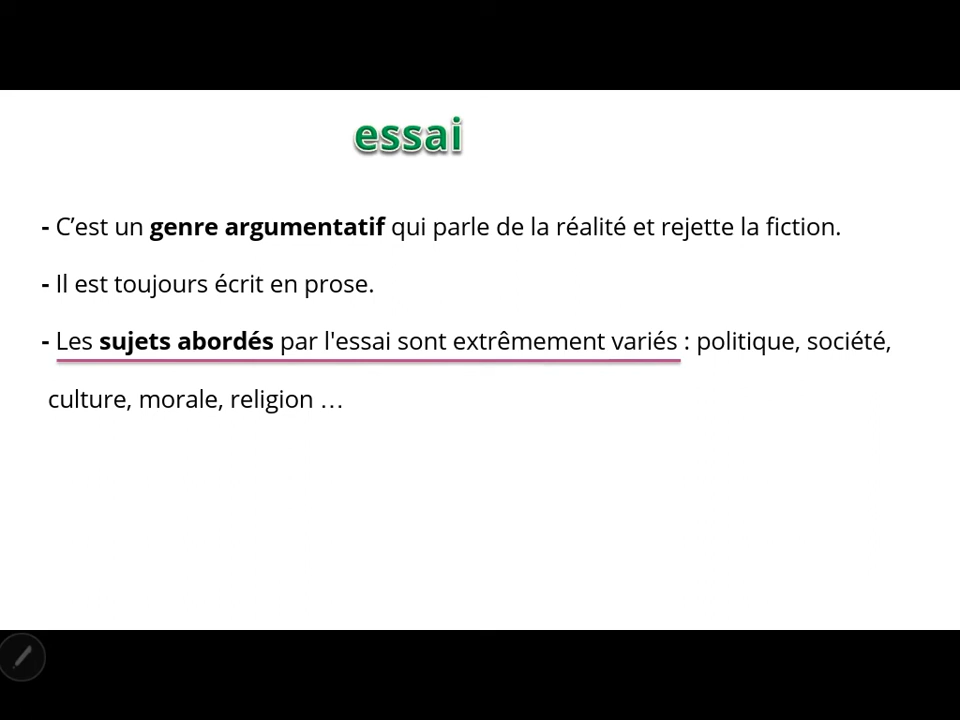 essai
- C’est un genre argumentatif qui parle de la réalité et rejette la fiction.
- Il est toujours écrit en prose.
- Les sujets abordés par l'essai sont extrêmement variés : politique, société,
culture, morale, religion …